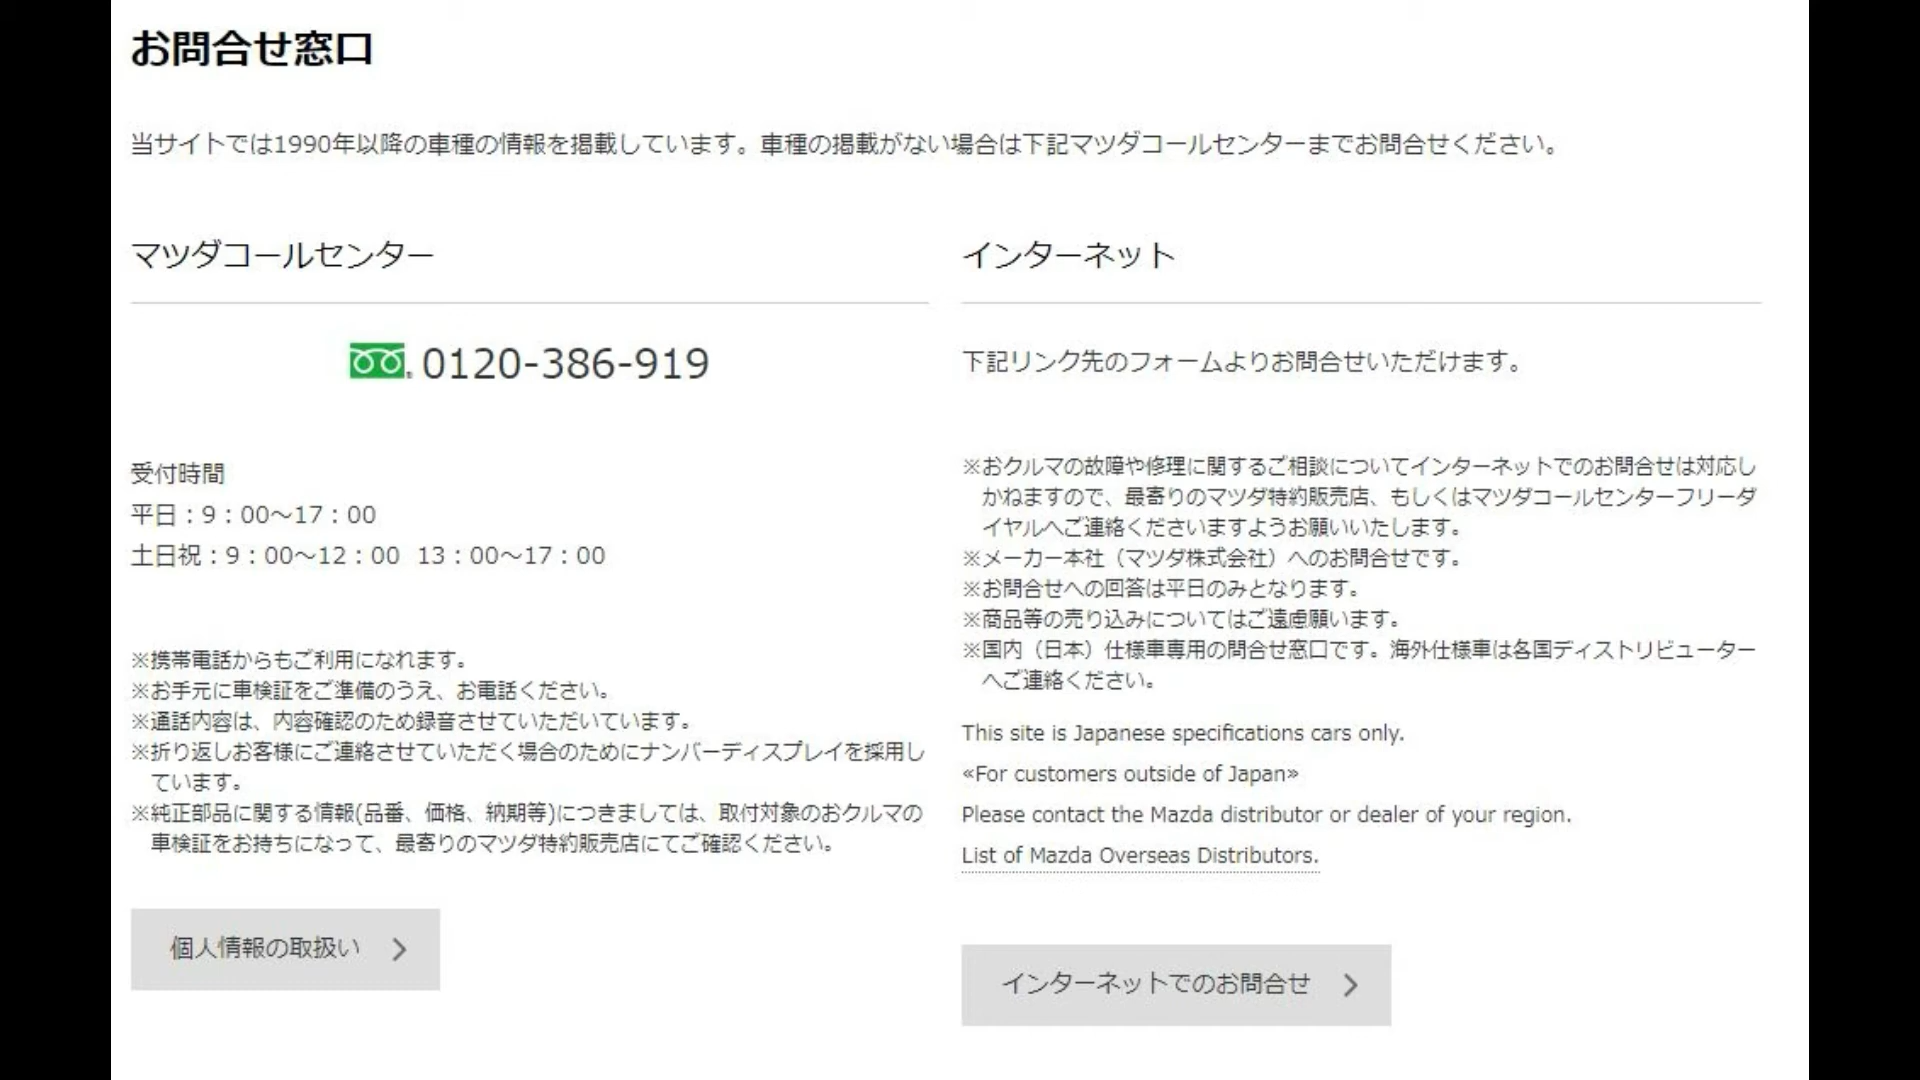 お問合せ窓口
当サイトでは1990年以降の車種の情報を掲載しています。車種の掲載がない場合は下記マツダコールセンターまでお問合せください。
マツダコールセンター
0120-386-919
受付時間
平日：9：00～17：00
土日祝：9：00～12：00 13：00～17：00
※携帯電話からもご利用になれます。
※お手元に車検証をご準備のうえ、お電話ください。
※通話内容は、内容確認のため録音させていただいています。
※折り返しお客様にご連絡させていただく場合のためにナンバーディスプレイを採用し
ています。
※純正部品に関する情報(品番、価格、納期等)につきましては、取付対象のおクルマの
車検証をお持ちになって、最寄りのマツダ特約販売店にてご確認ください。
個人情報の取扱い
インターネット
下記リンク先のフォームよりお問合せいただけます。
※おクルマの故障や修理に関するご相談についてインターネットでのお問合せは対応し
かねますので、最寄りのマツダ特約販売店、もしくはマツダコールセンターフリーダ
イヤルへご連絡くださいますようお願いいたします。
※メーカー本社（マツダ株式会社）へのお問合せです。
※お問合せへの回答は平日のみとなります。
※商品等の売り込みについてはご遠慮願います。
※国内（日本）仕様車専用の問合せ窓口です。海外仕様車は各国ディストリビューター
へご連絡ください。
This site is Japanese specifications cars only.
«For customers outside of Japan»
Please contact the Mazda distributor or dealer of your region.
List of Mazda Overseas Distributors.
インターネットでのお問合せ